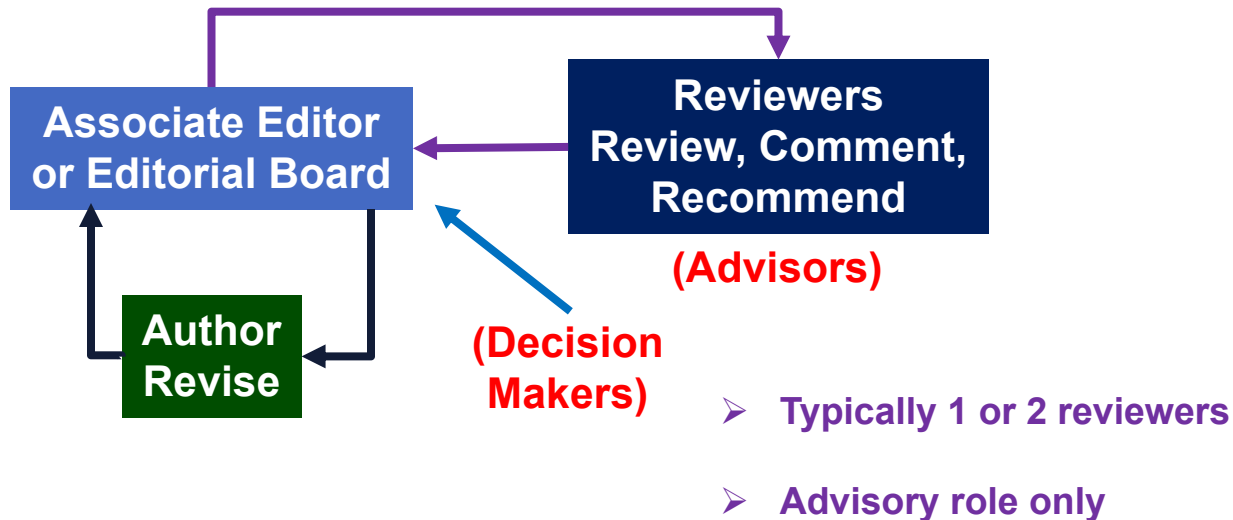 Associate Editor
or Editorial Board
Reviewers
Review, Comment,
Recommend
(Advisors)
Author
Revise
(Decision
Makers)
➢ Typically 1 or 2 reviewers
➢ Advisory role only